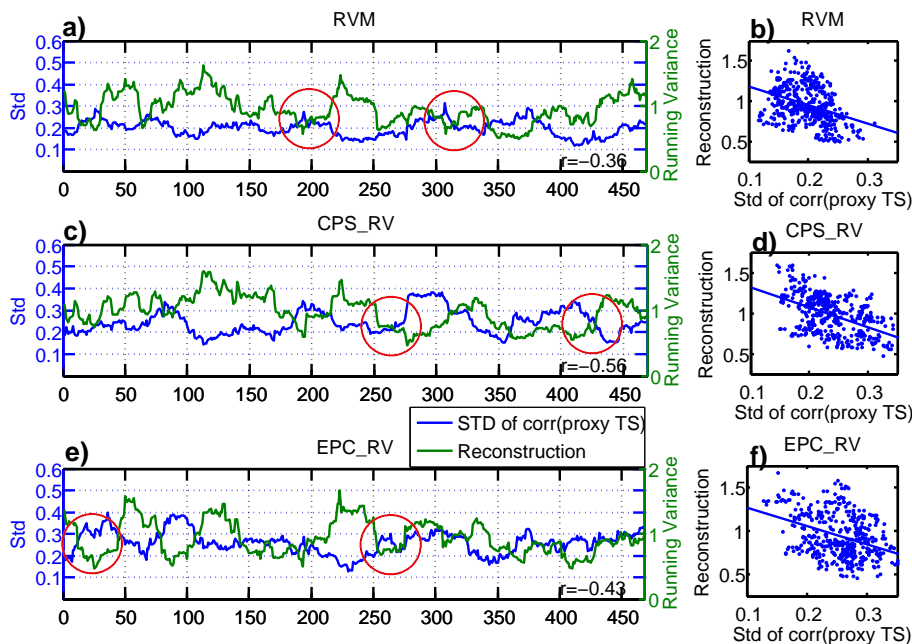 a) RVM
0.6
0.5
0.4
0.3
0.2
0.1
Std
2
1
0
Running Variance
r=−0.36
0 50 100 150 200 250 300 350 400 450
b) RVM
1.5
1
0.5
Reconstruction
0.1 0.2 0.3
Std of corr(proxy TS)
c) CPS_RV
0.6
0.5
0.4
0.3
0.2
0.1
Std
2
1
0
Running Variance
r=−0.56
0 50 100 150 200 250 300 350 400 450
d) CPS_RV
1.5
1
0.5
Reconstruction
0.1 0.2 0.3
Std of corr(proxy TS)
STD of corr(proxy TS)
Reconstruction
e) EPC_RV
0.6
0.5
0.4
0.3
0.2
0.1
Std
2
1
0
Running Variance
r=−0.43
0 50 100 150 200 250 300 350 400 450
f) EPC_RV
1.5
1
0.5
Reconstruction
0.1 0.2 0.3
Std of corr(proxy TS)